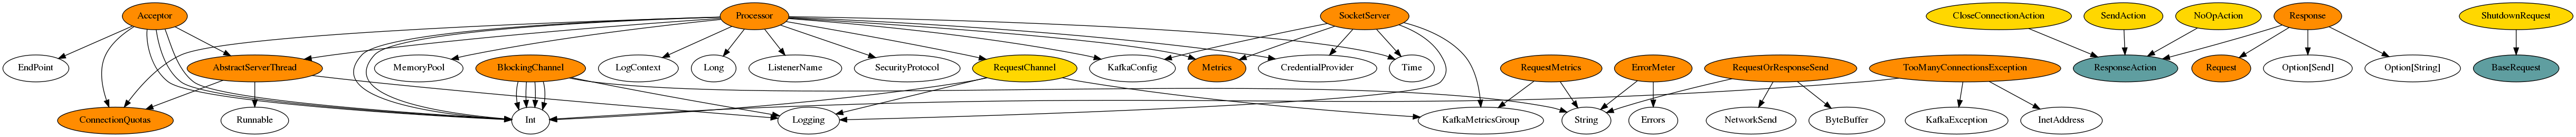 Acceptor
Processor
SocketServer
CloseConnectionAction
SendAction
NoOpAction
Response
ShutdownRequest
EndPoint
AbstractServerThread
MemoryPool
BlockingChannel
LogContext
Long
ListenerName
SecurityProtocol
RequestChannel
KafkaConfig
Metrics
CredentialProvider
Time
RequestMetrics
ErrorMeter
RequestOrResponseSend
TooManyConnectionsException
ResponseAction
Request
Option[Send]
Option[String]
BaseRequest
ConnectionQuotas
Runnable
Int
Logging
KafkaMetricsGroup
String
Errors
NetworkSend
ByteBuffer
KafkaException
InetAddress